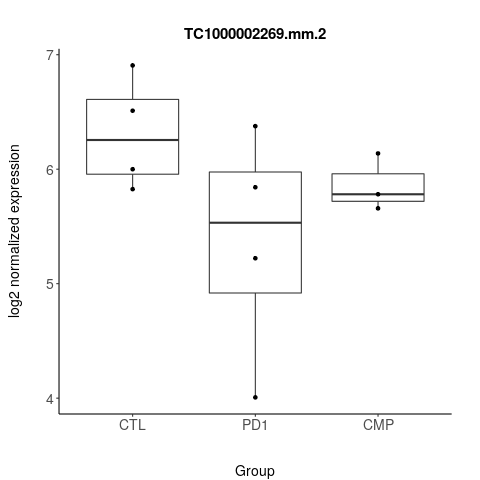 TC1000002269.mm.2
log2 normalized expression
7
6
5
4
CTL PD1 CMP
Group